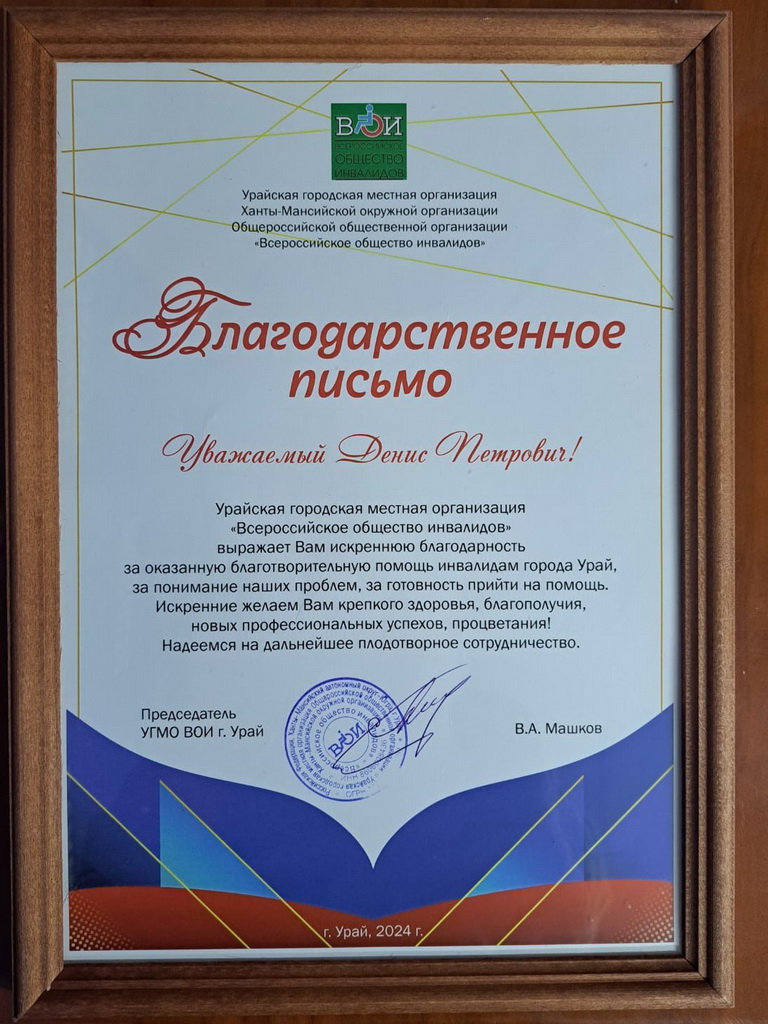 ВОИ
ВСЕРОССИЙСКОЕ
ОБЩЕСТВО
ИНВАЛИДОВ
Урайская городская местная организация
Ханты-Мансийской окружной организации
Общероссийской общественной организации
«Всероссийское общество инвалидов»
Благодарственное
письмо
Уважаемый Денис Петрович!
Урайская городская местная организация
«Всероссийское общество инвалидов»
выражает Вам искреннюю благодарность
за оказанную благотворительную помощь инвалидам города Урай,
за понимание наших проблем, за готовность прийти на помощь.
Искренние желаем Вам крепкого здоровья, благополучия,
новых профессиональных успехов, процветания!
Надеемся на дальнейшее плодотворное сотрудничество.
Председатель
УГМО ВОИ г. Урай
В.А. Машков
ВОИ
г. Урай, 2024 г.